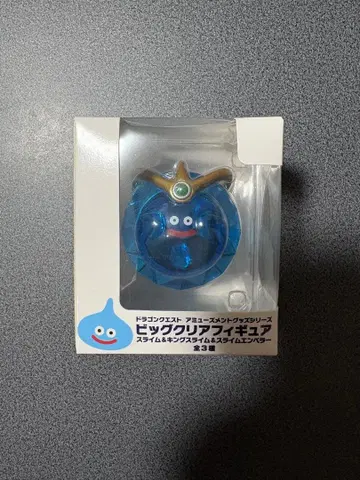 ドラゴンクエスト アミューズメントグッズシリーズ
ビッグクリアフィギュア
スライム&キングスライム&スライムエンペラー
全3種